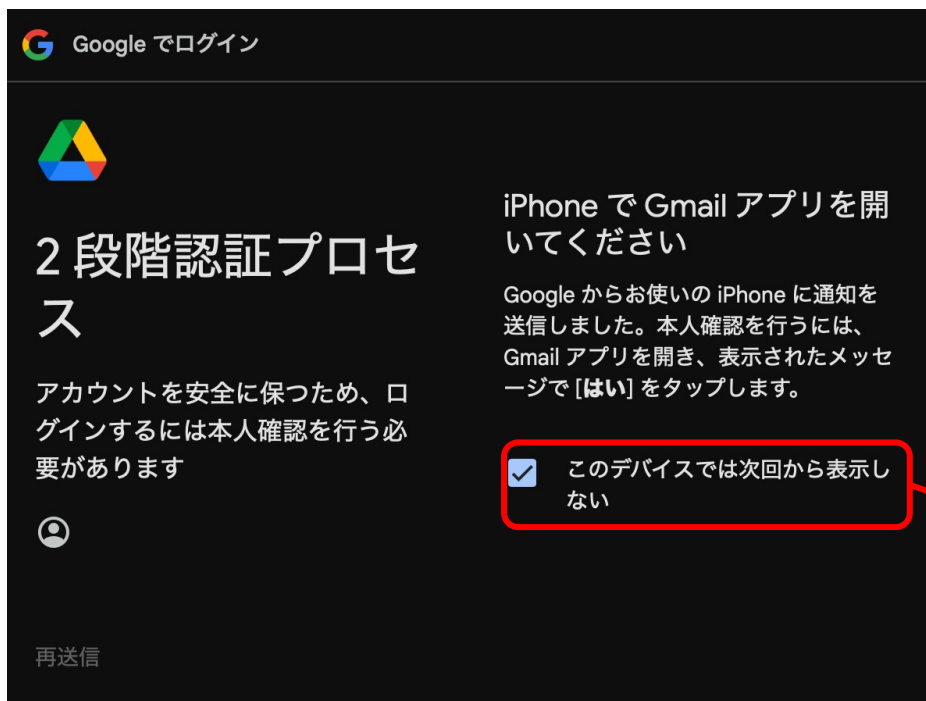 Google でログイン
2 段階認証プロセ
ス
アカウントを安全に保つため、ロ
グインするには本人確認を行う必
要があります
再送信
iPhone で Gmail アプリを開
いてください
Google からお使いの iPhone に通知を
送信しました。本人確認を行うには、
Gmail アプリを開き、表示されたメッセ
ージで [はい] をタップします。
このデバイスでは次回から表示し
ない